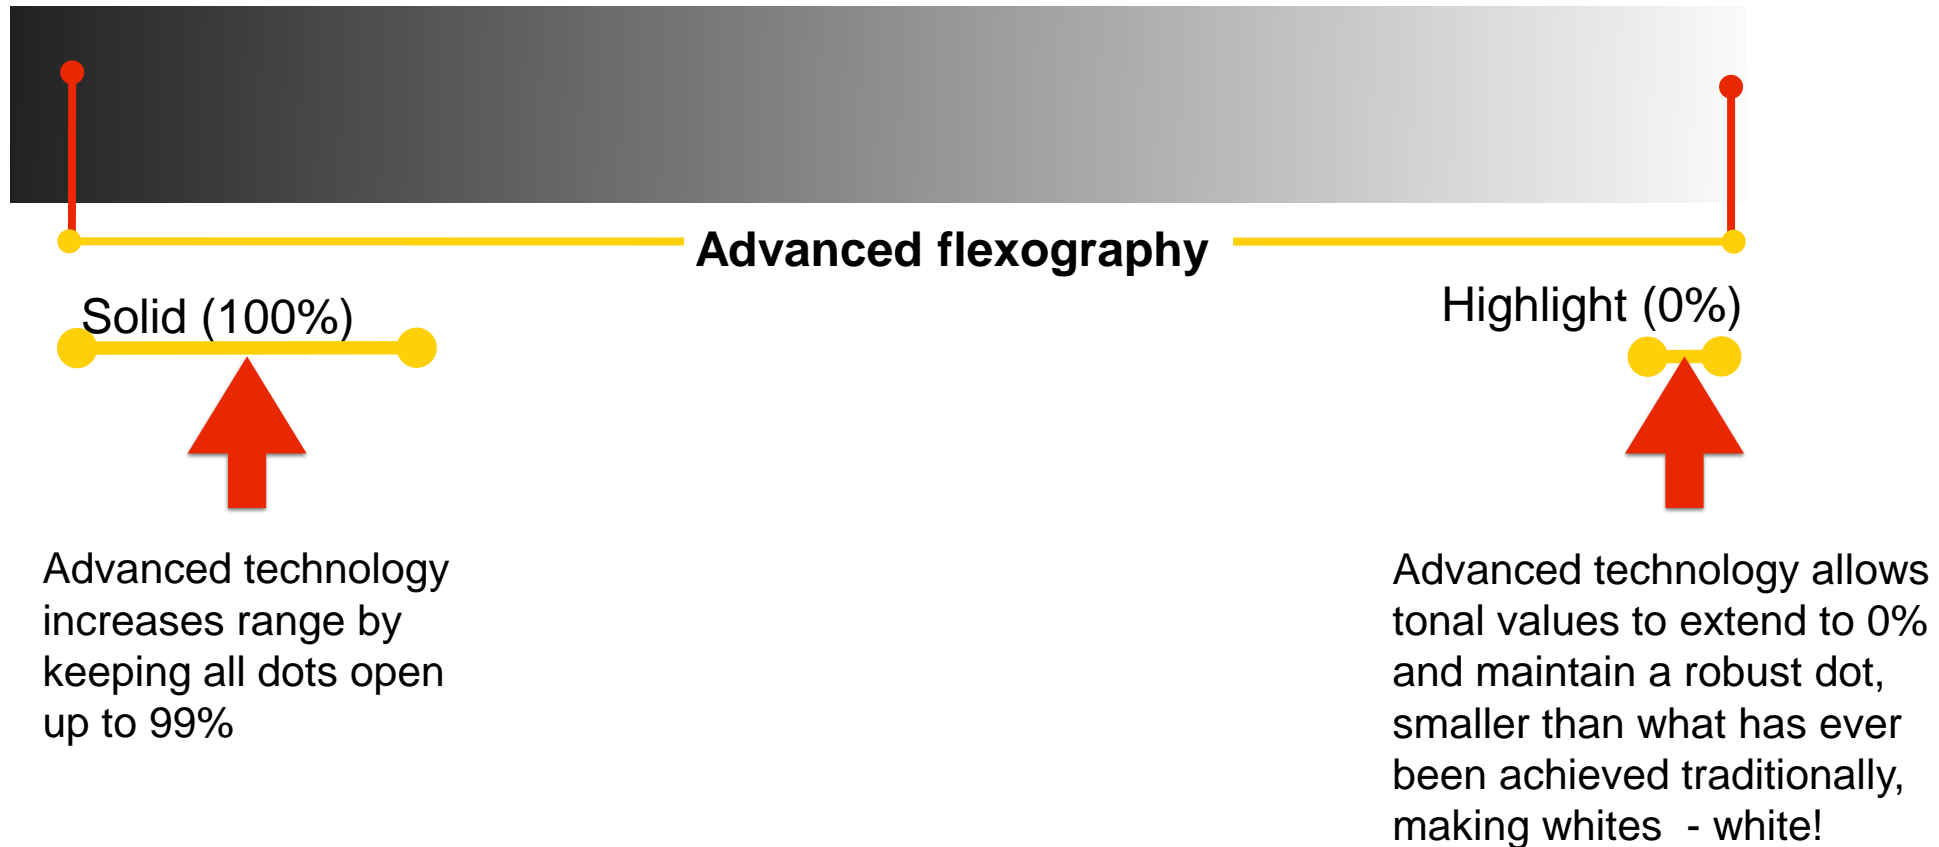 Advanced flexography
Solid (100%)
Highlight (0%)
Advanced technology
increases range by
keeping all dots open
up to 99%
Advanced technology allows
tonal values to extend to 0%
and maintain a robust dot,
smaller than what has ever
been achieved traditionally,
making whites  - white!